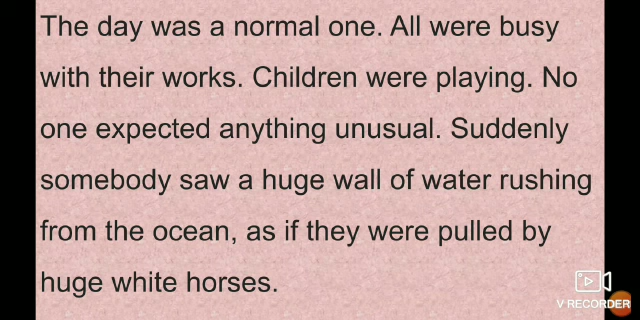 The day was a normal one. All were busy
with their works. Children were playing. No
one expected anything unusual. Suddenly
somebody saw a huge wall of water rushing
from the ocean, as if they were pulled by
huge white horses.
V RECORDER